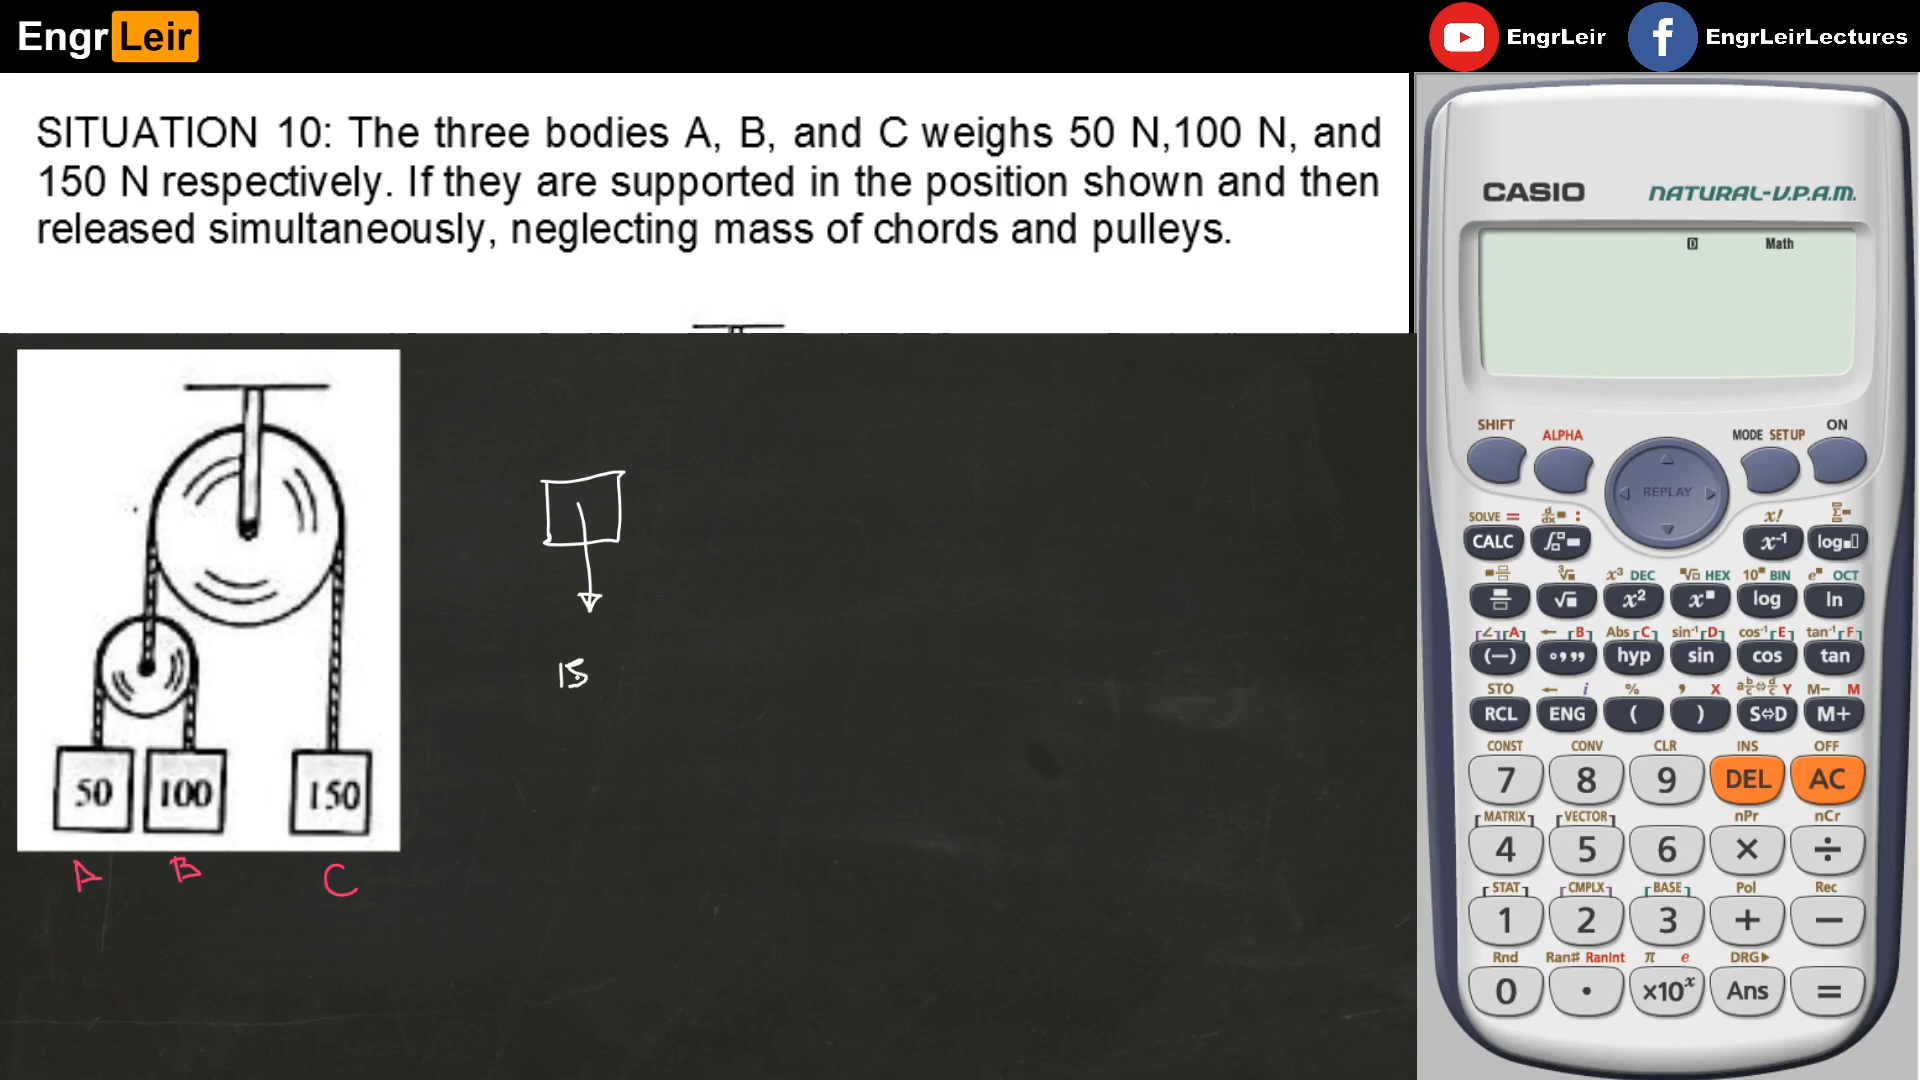 Engr Leir
EngrLeir
EngrLeirLectures
SITUATION 10: The three bodies A, B, and C weighs 50 N,100 N, and
150 N respectively. If they are supported in the position shown and then
released simultaneously, neglecting mass of chords and pulleys.
50 100 150
A B C
15
CASIO NATURAL-V.P.A.M.
D Math
SHIFT ALPHA MODE SETUP ON
REPLAY
SOLVE = d/dx : x! Σ
CALC x⁻¹ log
³√ x³ DEC HEX 10 BIN e OCT
√ x² x log ln
∠ A ← B Abs C sin⁻¹ D cos⁻¹ E tan⁻¹ F
(−) °,,, hyp sin cos tan
STO ← i % , X a b/c⇔d/c Y M− M
RCL ENG ( ) S⇔D M+
CONST CONV CLR INS OFF
7 8 9 DEL AC
MATRIX VECTOR nPr nCr
4 5 6 × ÷
STAT CMPLX BASE Pol Rec
1 2 3 + −
Rnd Ran# RanInt π e DRG▶
0 • ×10ˣ Ans =